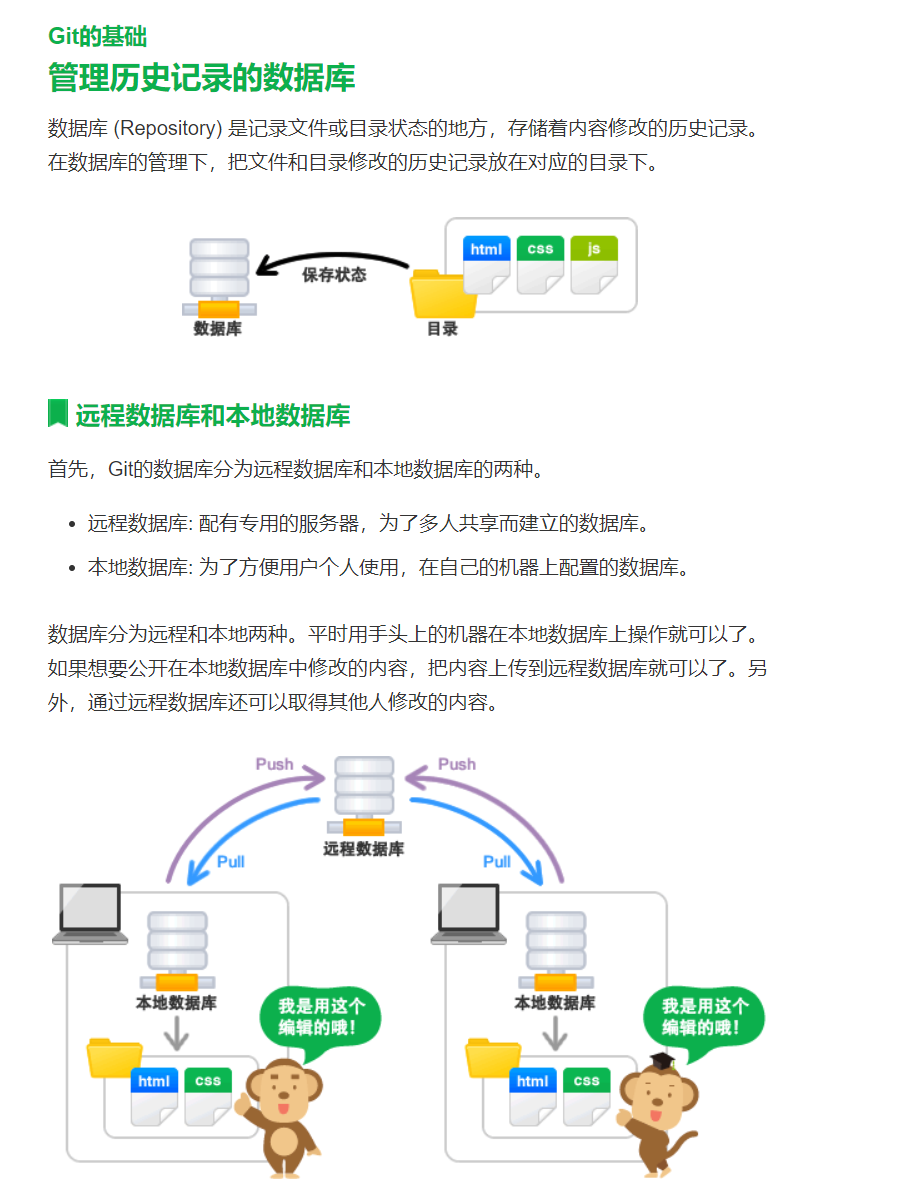 Git的基础
管理历史记录的数据库
数据库 (Repository) 是记录文件或目录状态的地方，存储着内容修改的历史记录。
在数据库的管理下，把文件和目录修改的历史记录放在对应的目录下。
html css js
保存状态
数据库 目录
远程数据库和本地数据库
首先，Git的数据库分为远程数据库和本地数据库的两种。
• 远程数据库: 配有专用的服务器，为了多人共享而建立的数据库。
• 本地数据库: 为了方便用户个人使用，在自己的机器上配置的数据库。
数据库分为远程和本地两种。平时用手头上的机器在本地数据库上操作就可以了。
如果想要公开在本地数据库中修改的内容，把内容上传到远程数据库就可以了。另
外，通过远程数据库还可以取得其他人修改的内容。
Push Push
远程数据库
Pull Pull
本地数据库 本地数据库
我是用这个
编辑的哦！
我是用这个
编辑的哦！
html css html css